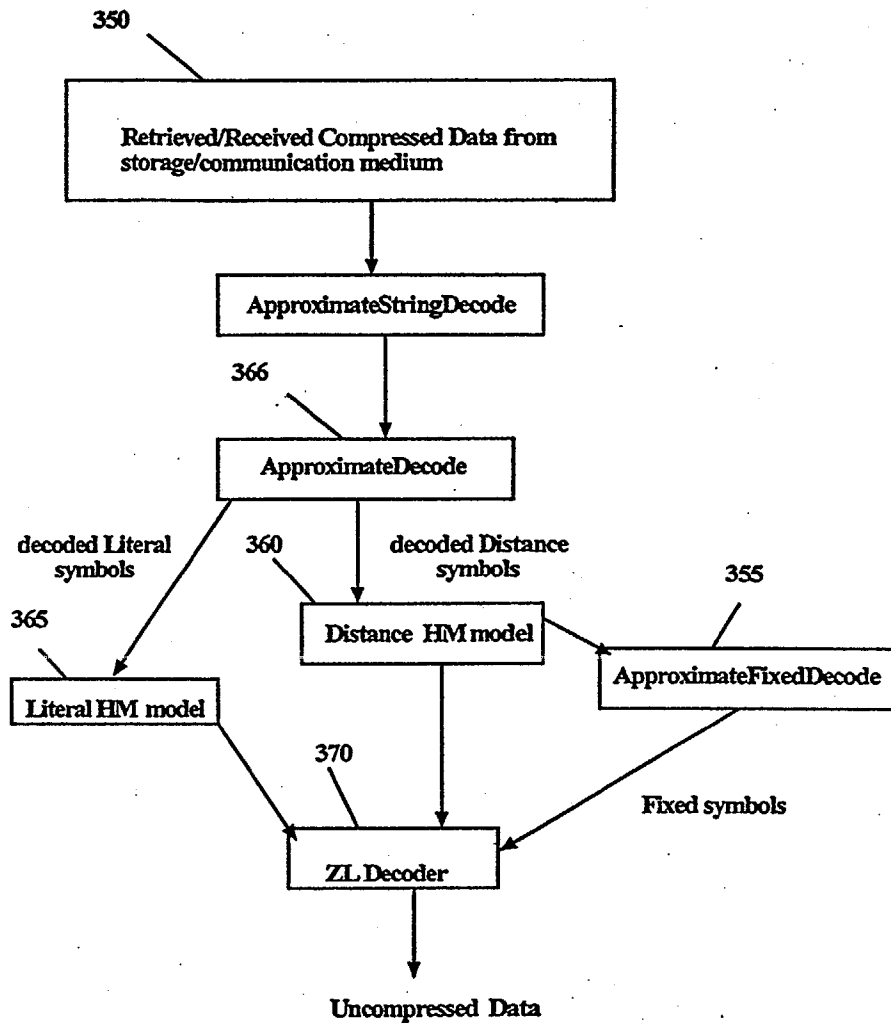 350
Retrieved/Received Compressed Data from
storage/communication medium
ApproximateStringDecode
366
ApproximateDecode
decoded Literal
symbols
360
decoded Distance
symbols
355
365
Distance HM model
ApproximateFixedDecode
Literal HM model
370
Fixed symbols
ZL Decoder
Uncompressed Data